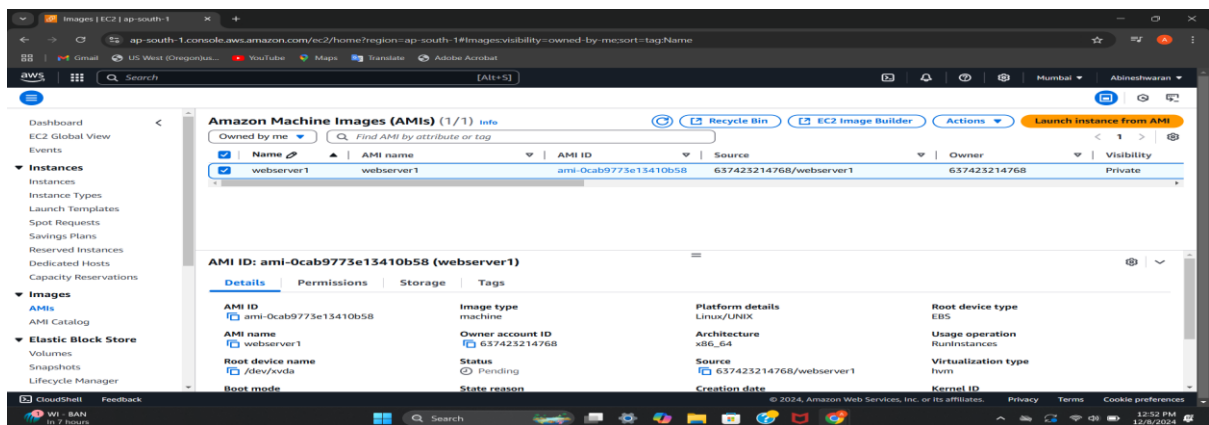 Images | EC2 | ap-south-1
ap-south-1.console.aws.amazon.com/ec2/home?region=ap-south-1#Images:visibility=owned-by-me;sort=tag:Name
Gmail US West (Oregon)us... YouTube Maps Translate Adobe Acrobat
aws Search [Alt+S] Mumbai Abineshwaran
Dashboard
EC2 Global View
Events
Instances
Instances
Instance Types
Launch Templates
Spot Requests
Savings Plans
Reserved Instances
Dedicated Hosts
Capacity Reservations
Images
AMIs
AMI Catalog
Elastic Block Store
Volumes
Snapshots
Lifecycle Manager
Amazon Machine Images (AMIs) (1/1) Info Recycle Bin EC2 Image Builder Actions Launch instance from AMI
Owned by me Find AMI by attribute or tag 1
Name AMI name AMI ID Source Owner Visibility
webserver1 webserver1 ami-0cab9773e13410b58 637423214768/webserver1 637423214768 Private
AMI ID: ami-0cab9773e13410b58 (webserver1)
Details Permissions Storage Tags
AMI ID Image type Platform details Root device type
ami-0cab9773e13410b58 machine Linux/UNIX EBS
AMI name Owner account ID Architecture Usage operation
webserver1 637423214768 x86_64 RunInstances
Root device name Status Source Virtualization type
/dev/xvda Pending 637423214768/webserver1 hvm
Boot mode State reason Creation date Kernel ID
CloudShell Feedback © 2024, Amazon Web Services, Inc. or its affiliates. Privacy Terms Cookie preferences
WI - BAN Search 12:52 PM
In 7 hours 12/8/2024